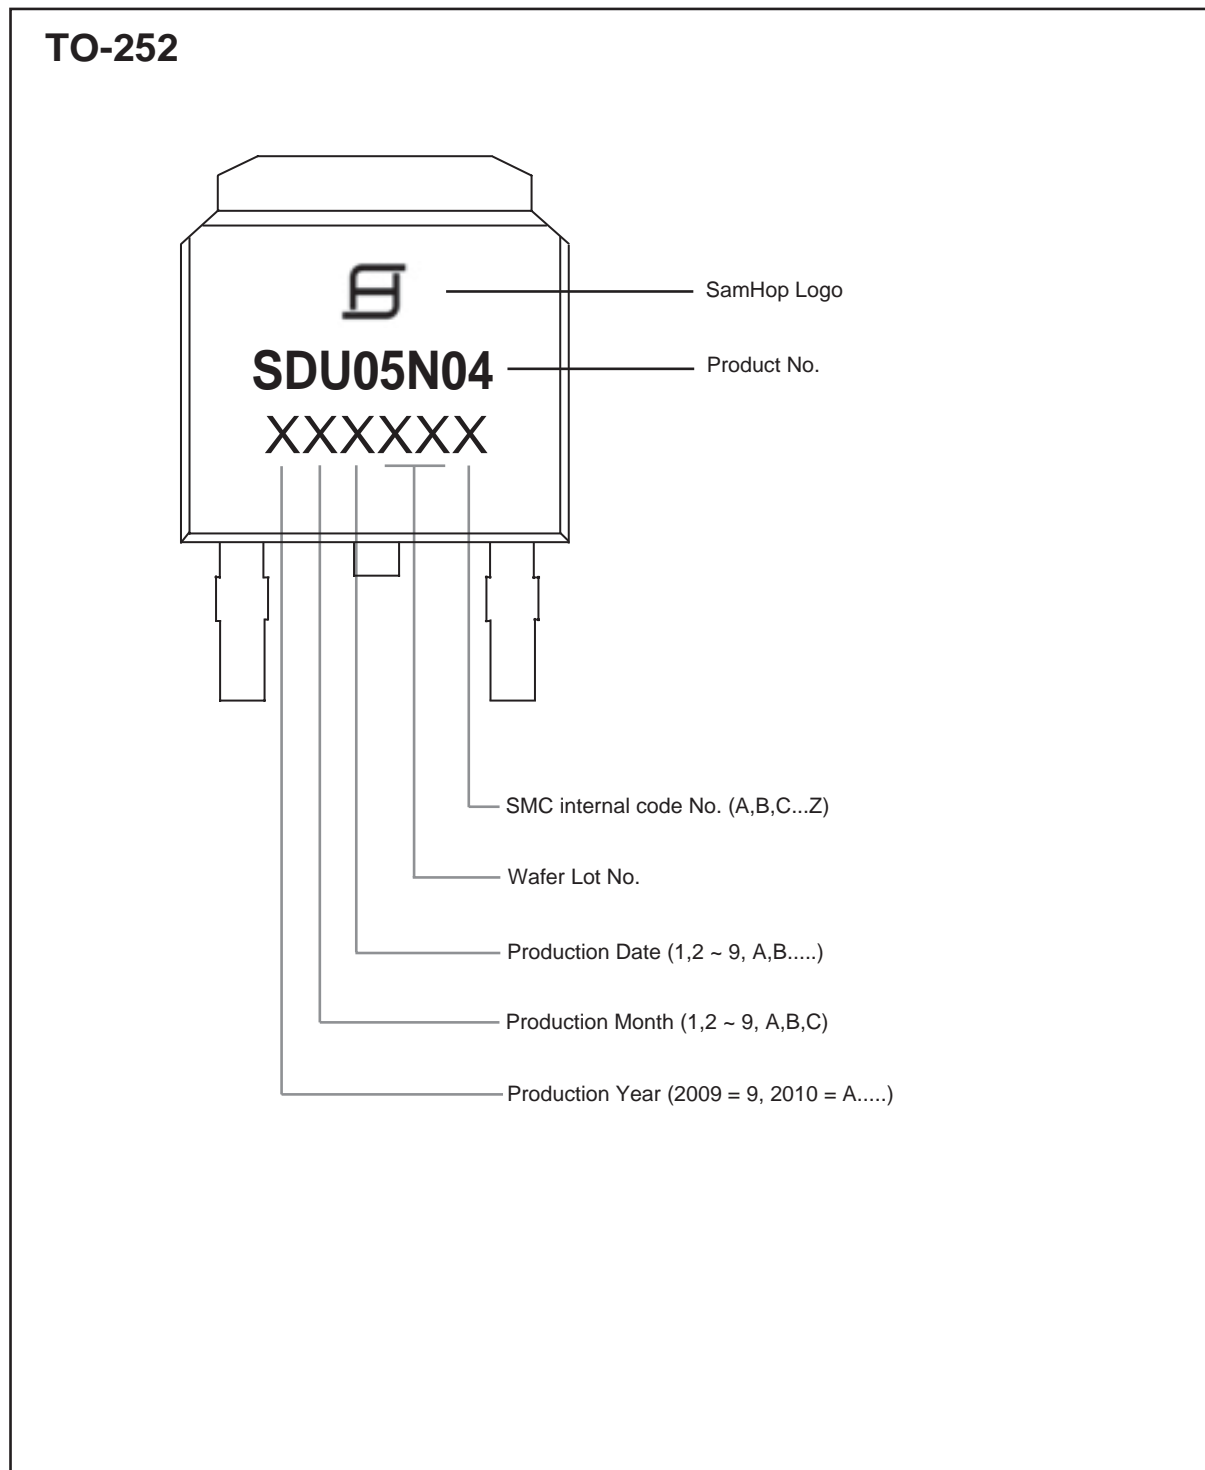 TO-252
SamHop Logo
SDU05N04
Product No.
XXXXXX
SMC internal code No. (A,B,C...Z)
Wafer Lot No.
Production Date (1,2 ~ 9, A,B.....)
Production Month (1,2 ~ 9, A,B,C)
Production Year (2009 = 9, 2010 = A.....)